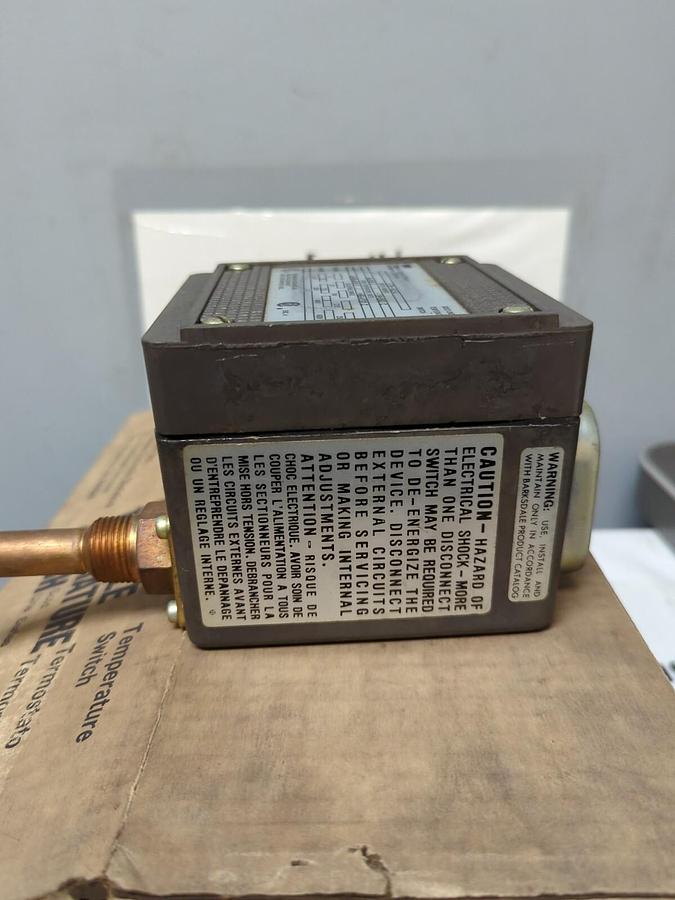 WARNING: USE, INSTALL AND
MAINTAIN ONLY IN ACCORDANCE
WITH BARKSDALE PRODUCT CATALOG
CAUTION- HAZARD OF
ELECTRICAL SHOCK-MORE
THAN ONE DISCONNECT
SWITCH MAY BE REQUIRED
TO DE-ENERGIZE THE
DEVICE. DISCONNECT
EXTERNAL CIRCUITS
BEFORE SERVICING
OR MAKING INTERNAL
ADJUSTMENTS.
ATTENTION-- RISQUE DE
CHOC ELECTRIQUE. AVOIR SOIN DE
COUPER L'ALIMENTATION A TOUS
LES SECTIONNEURS POUR LA
MISE HORS TENSION. DEBRANCHER
LES CIRCUITS EXTERNES AVANT
D'ENTREPRENDRE LE DEPANNAGE
OU UN REGLAGE INTERNE.
Temperature
Switch
Termostato